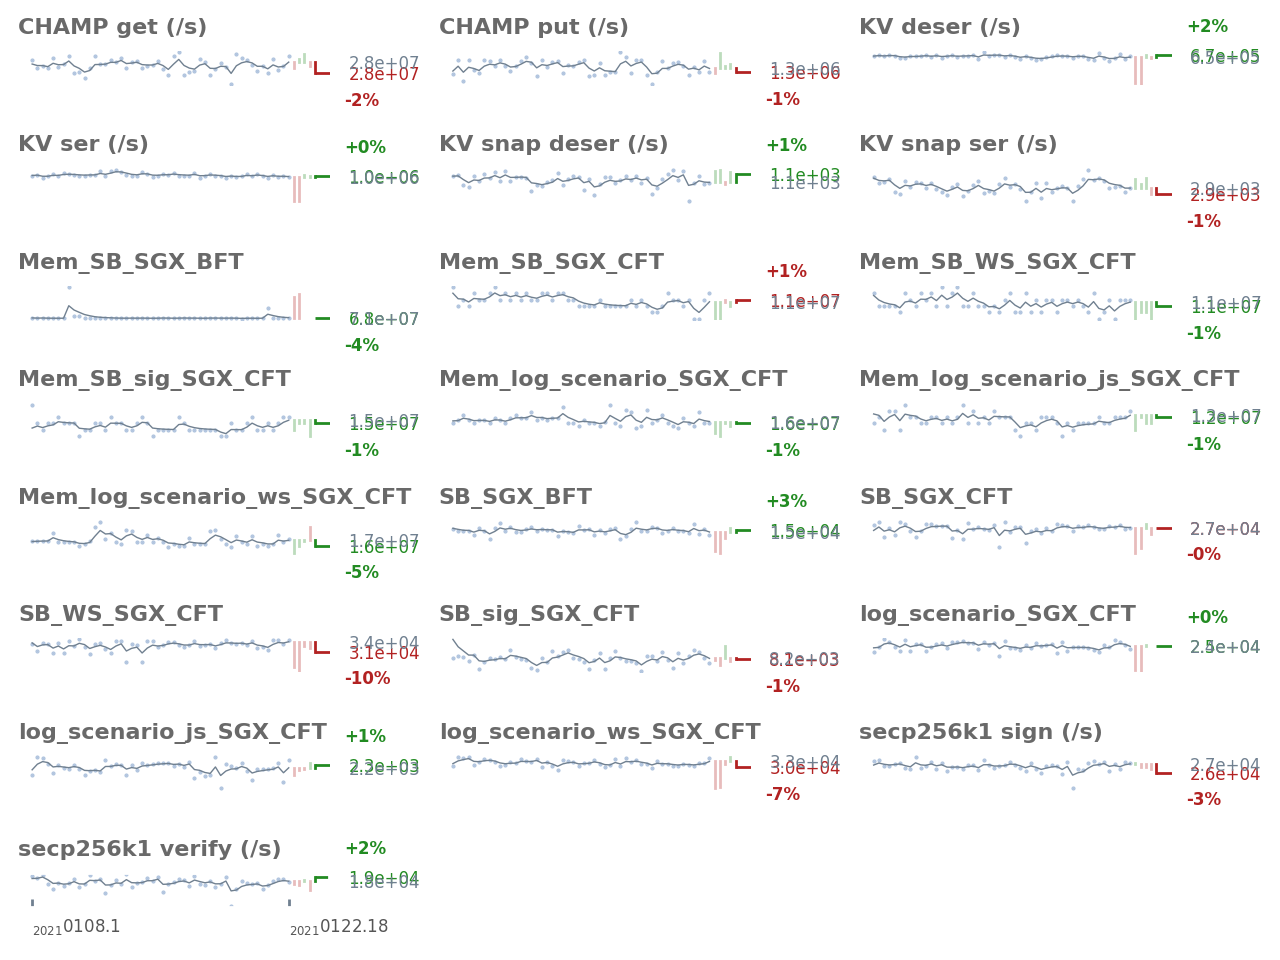 CHAMP get (/s)
2.8e+07
2.8e+07
-2%
CHAMP put (/s)
1.3e+06
1.3e+06
-1%
KV deser (/s)
+2%
6.7e+05
6.5e+05
KV ser (/s)
+0%
1.0e+06
1.0e+06
KV snap deser (/s)
+1%
1.1e+03
1.1e+03
KV snap ser (/s)
2.9e+03
2.9e+03
-1%
Mem_SB_SGX_BFT
-4%
Mem_SB_SGX_CFT
+1%
1.1e+07
1.1e+07
Mem_SB_WS_SGX_CFT
1.1e+07
1.1e+07
-1%
Mem_SB_sig_SGX_CFT
1.5e+07
1.5e+07
-1%
Mem_log_scenario_SGX_CFT
1.6e+07
1.6e+07
-1%
Mem_log_scenario_js_SGX_CFT
1.2e+07
1.2e+07
-1%
Mem_log_scenario_ws_SGX_CFT
1.7e+07
1.6e+07
-5%
SB_SGX_BFT
+3%
1.5e+04
1.5e+04
SB_SGX_CFT
2.7e+04
-0%
SB_WS_SGX_CFT
3.4e+04
3.1e+04
-10%
SB_sig_SGX_CFT
8.2e+03
8.1e+03
-1%
log_scenario_SGX_CFT
+0%
log_scenario_js_SGX_CFT
+1%
2.3e+03
2.2e+03
log_scenario_ws_SGX_CFT
3.3e+04
3.0e+04
-7%
secp256k1 sign (/s)
2.7e+04
2.6e+04
-3%
secp256k1 verify (/s)
+2%
1.9e+04
1.8e+04
20210108.1
20210122.18